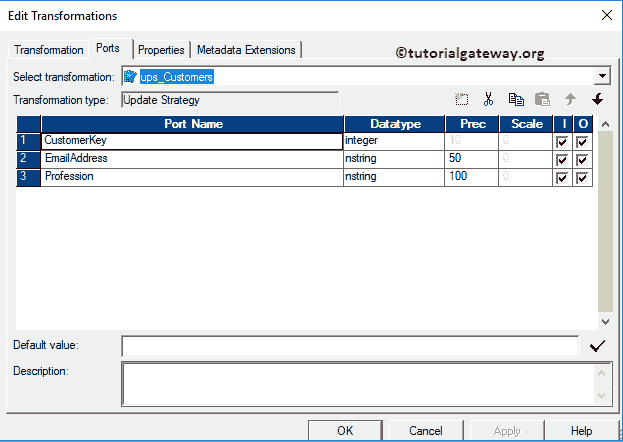 Edit Transformations
Transformation Ports Properties Metadata Extensions
©tutorialgateway.org
Select transformation: ups_Customers
Transformation type: Update Strategy
Port Name Datatype Prec Scale I O
1 CustomerKey integer 10 0
2 EmailAddress nstring 50 0
3 Profession nstring 100 0
Default value:
Description:
OK Cancel Apply Help